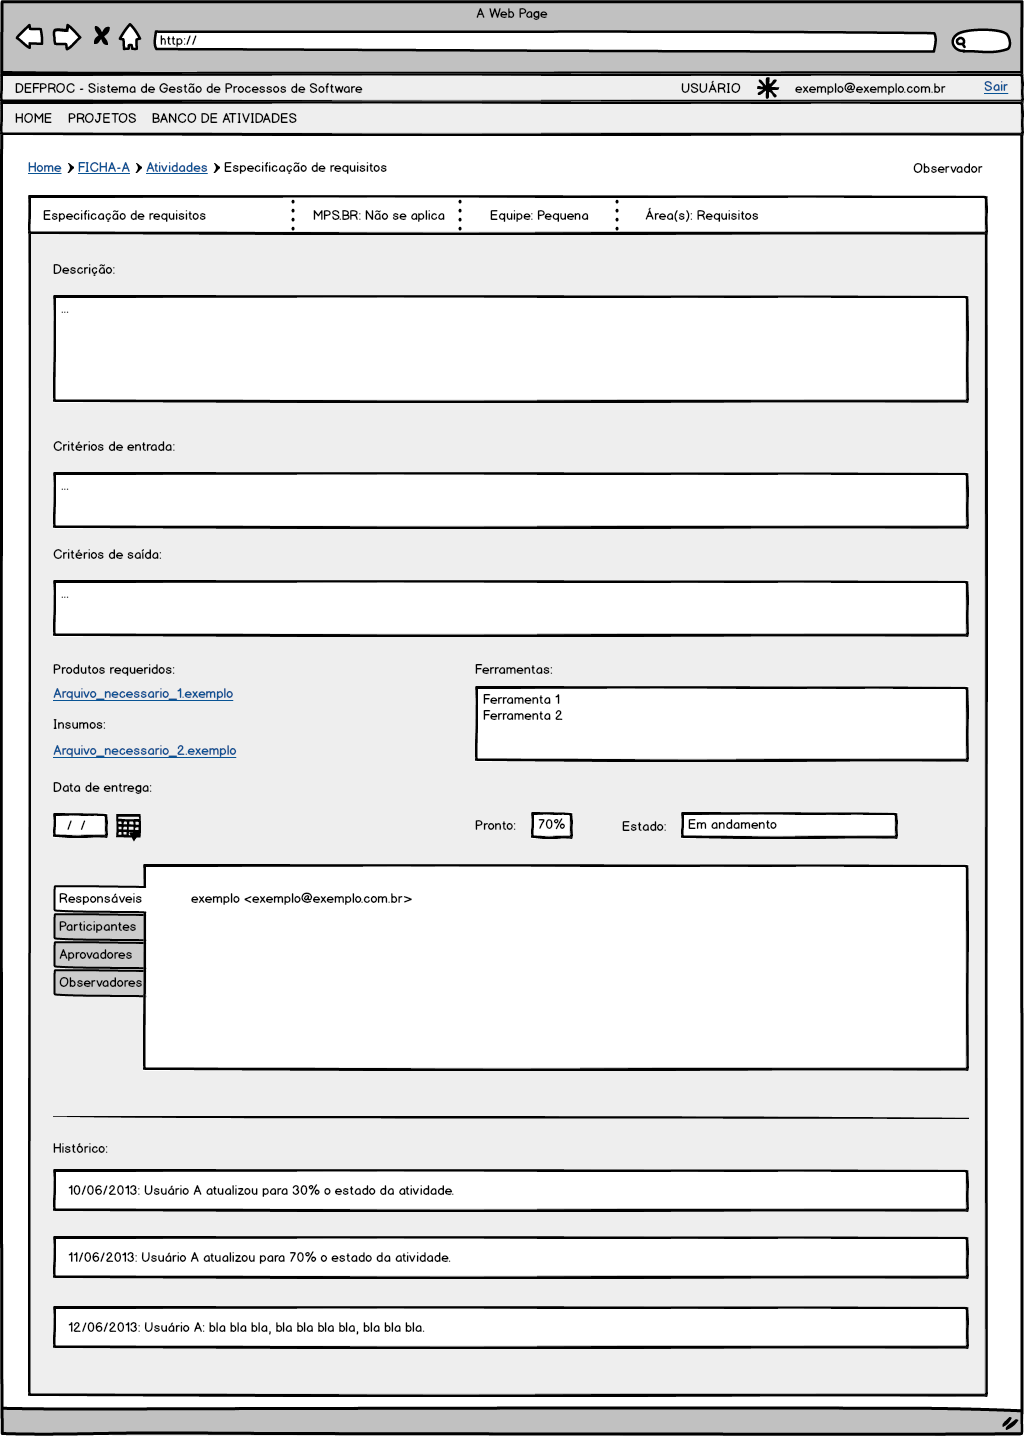 A Web Page
http://
DEFPROC - Sistema de Gestão de Processos de Software USUÁRIO exemplo@exemplo.com.br Sair
HOME PROJETOS BANCO DE ATIVIDADES
Home FICHA-A Atividades Especificação de requisitos Observador
Especificação de requisitos MPS.BR: Não se aplica Equipe: Pequena Área(s): Requisitos
Descrição:
...
Critérios de entrada:
...
Critérios de saída:
...
Produtos requeridos:
Arquivo_necessario_1.exemplo
Insumos:
Arquivo_necessario_2.exemplo
Ferramentas:
Ferramenta 1
Ferramenta 2
Data de entrega:
/ / Pronto: 70% Estado: Em andamento
Responsáveis exemplo <exemplo@exemplo.com.br>
Participantes
Aprovadores
Observadores
Histórico:
10/06/2013: Usuário A atualizou para 30% o estado da atividade.
11/06/2013: Usuário A atualizou para 70% o estado da atividade.
12/06/2013: Usuário A: bla bla bla, bla bla bla bla, bla bla bla.